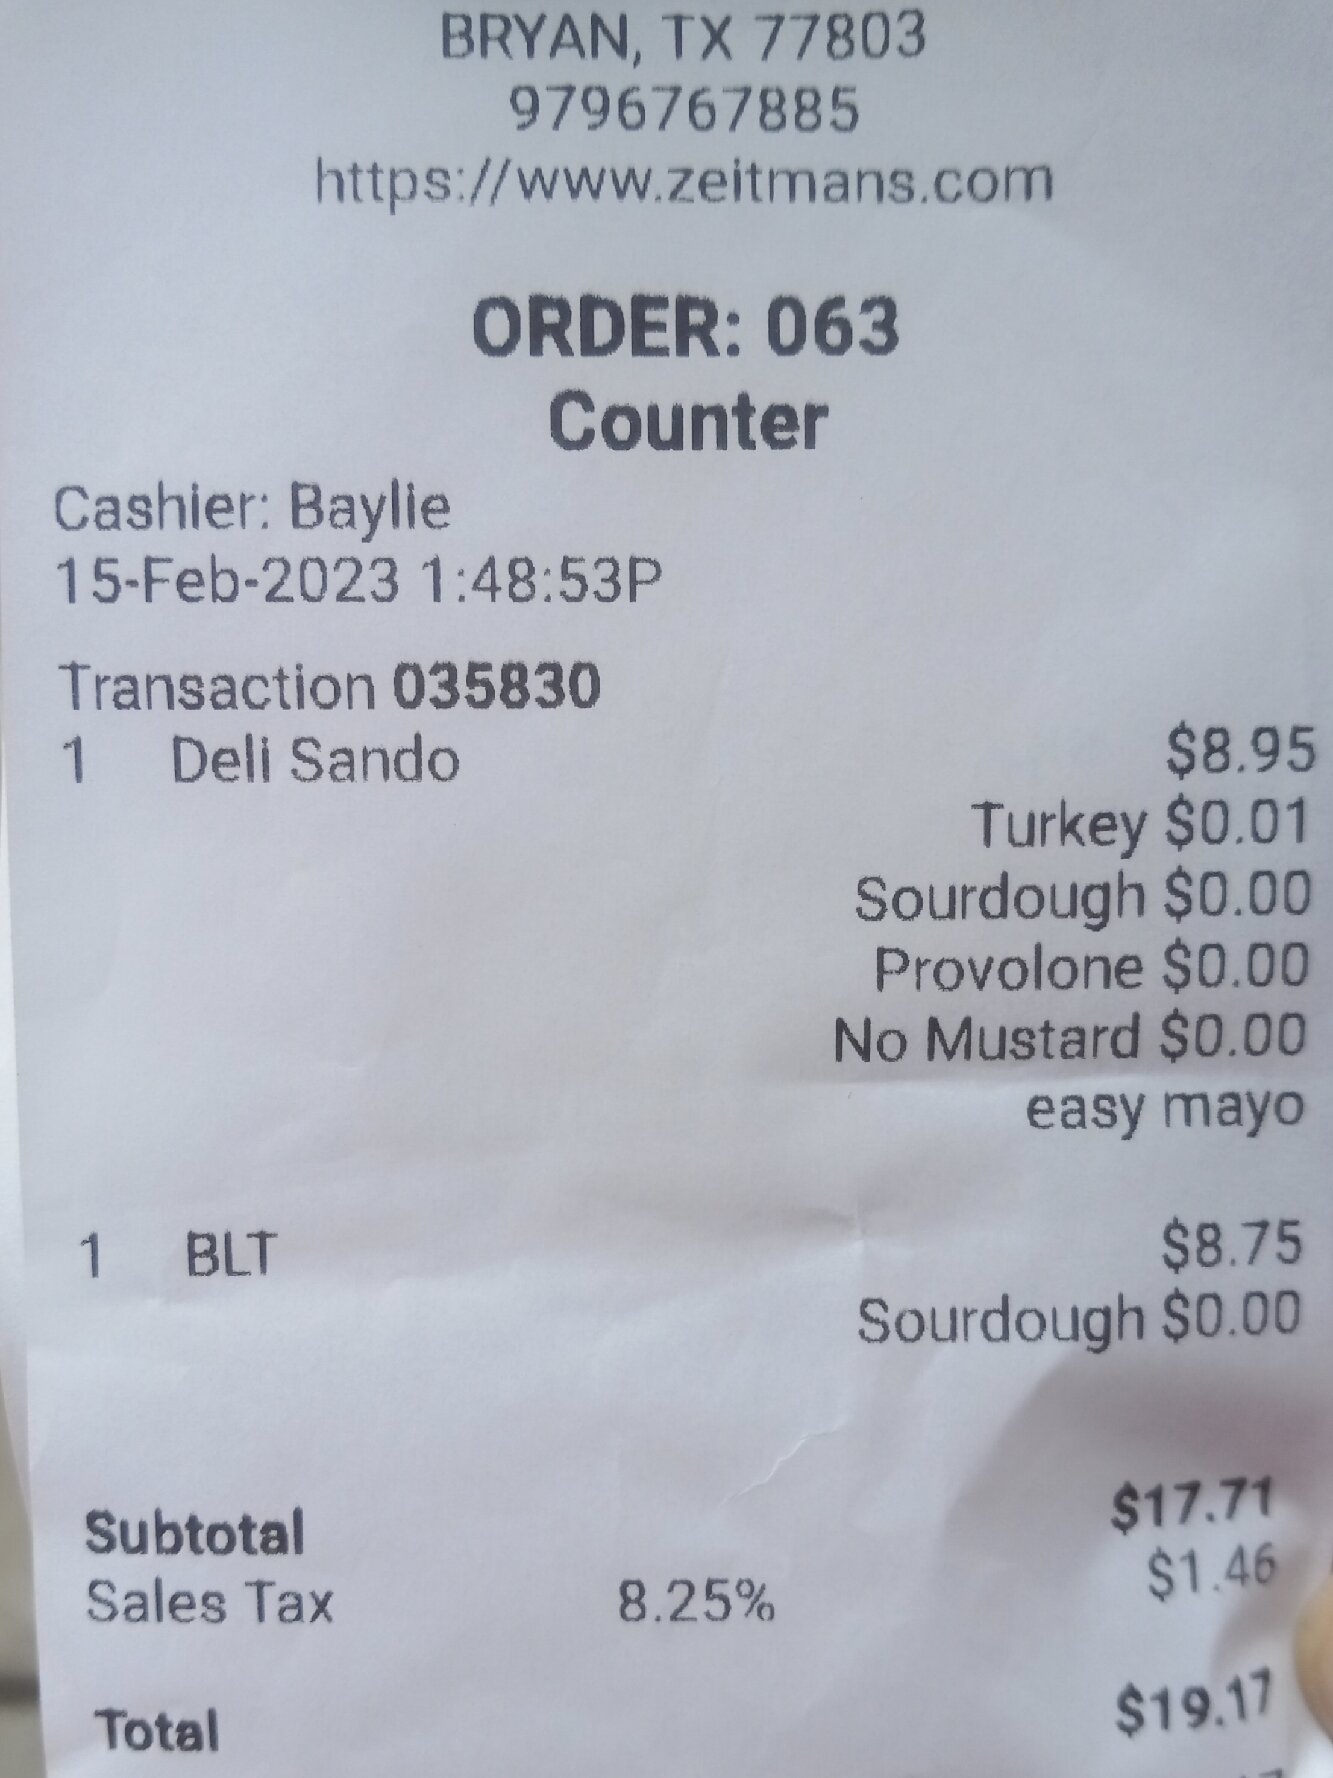 BRYAN, TX 77803
9796767885
https://www.zeitmans.com
ORDER: 063
Counter
Cashier: Baylie
15-Feb-2023 1:48:53P
Transaction 035830
1 Deli Sando $8.95
Turkey $0.01
Sourdough $0.00
Provolone $0.00
No Mustard $0.00
easy mayo
1 BLT $8.75
Sourdough $0.00
Subtotal $17.71
Sales Tax 8.25% $1.46
Total $19.17